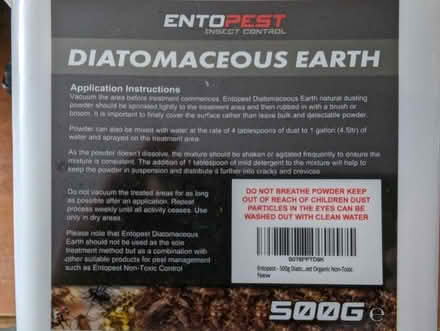 ENTOPEST
INSECT CONTROL
DIATOMACEOUS EARTH
Application Instructions
Vacuum the area before treatment commences. Entopest Diatomaceous Earth natural dusting
powder should be sprinkled lightly to the treatment area and then rubbed in with a brush or
broom. It is important to finely cover the surface rather than leave bulk and detectable powder.
Powder can also be mixed with water at the rate of 4 tablespoons of dust to 1 gallon (4.5ltr) of
water and sprayed on the treatment area.
As the powder doesn't dissolve, the mixture should be shaken or agitated frequently to ensure the
mixture is consistent. The addition of 1 tablespoon of mild detergent to the mixture will help to
keep the powder in suspension and distribute it further into cracks and crevices
Do not vacuum the treated areas for as long
as possible after an application. Repeat
process weekly until all activity ceases. Use
only in dry areas.
Please note that Entopest Diatomaceous
Earth should not be used as the sole
treatment method but as a combination with
other suitable products for pest management
such as Entopest Non-Toxic Control
DO NOT BREATHE POWDER KEEP
OUT OF REACH OF CHILDREN DUST
PARTICLES IN THE EYES CAN BE
WASHED OUT WITH CLEAN WATER
Entopest - 500g Diato...ed Organic Non-Toxic
New
500G e